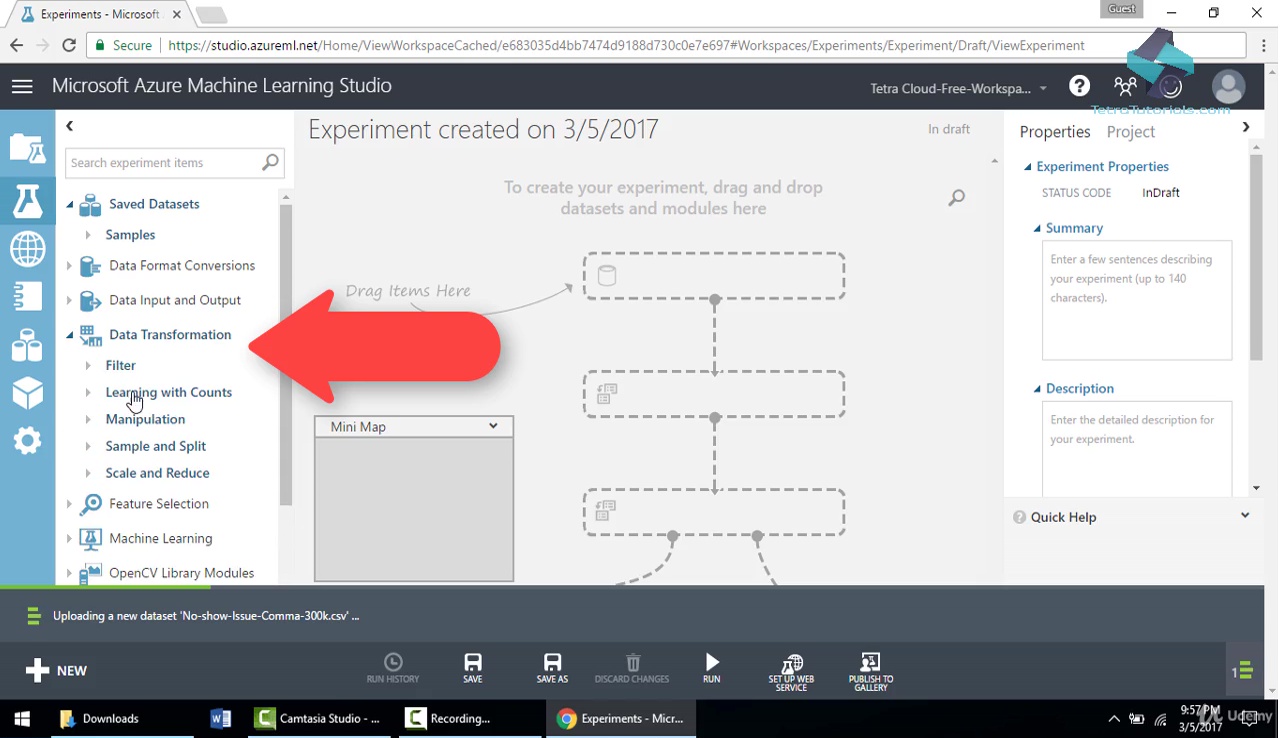 Experiments - Microsoft
Guest
Secure
https://studio.azureml.net/Home/ViewWorkspaceCached/e683035d4bb7474d9188d730c0e7e697#Workspaces/Experiments/Experiment/Draft/ViewExperiment
Microsoft Azure Machine Learning Studio
Tetra Cloud-Free-Workspa...
?
TetraTutorials.com
Experiment created on 3/5/2017
In draft
Properties
Project
Search experiment items
Saved Datasets
Samples
Data Format Conversions
Data Input and Output
Data Transformation
Filter
Learning with Counts
Manipulation
Sample and Split
Scale and Reduce
Feature Selection
Machine Learning
OpenCV Library Modules
To create your experiment, drag and drop
datasets and modules here
Drag Items Here
Mini Map
Experiment Properties
STATUS CODE
InDraft
Summary
Enter a few sentences describing
your experiment (up to 140
characters).
Description
Enter the detailed description for
your experiment.
? Quick Help
Uploading a new dataset 'No-show-Issue-Comma-300k.csv' ...
NEW
RUN HISTORY
SAVE
SAVE AS
DISCARD CHANGES
RUN
SET UP WEB
SERVICE
PUBLISH TO
GALLERY
1
Downloads
Camtasia Studio - ...
Recording...
Experiments - Micr...
9:57 PM
3/5/2017
Udemy